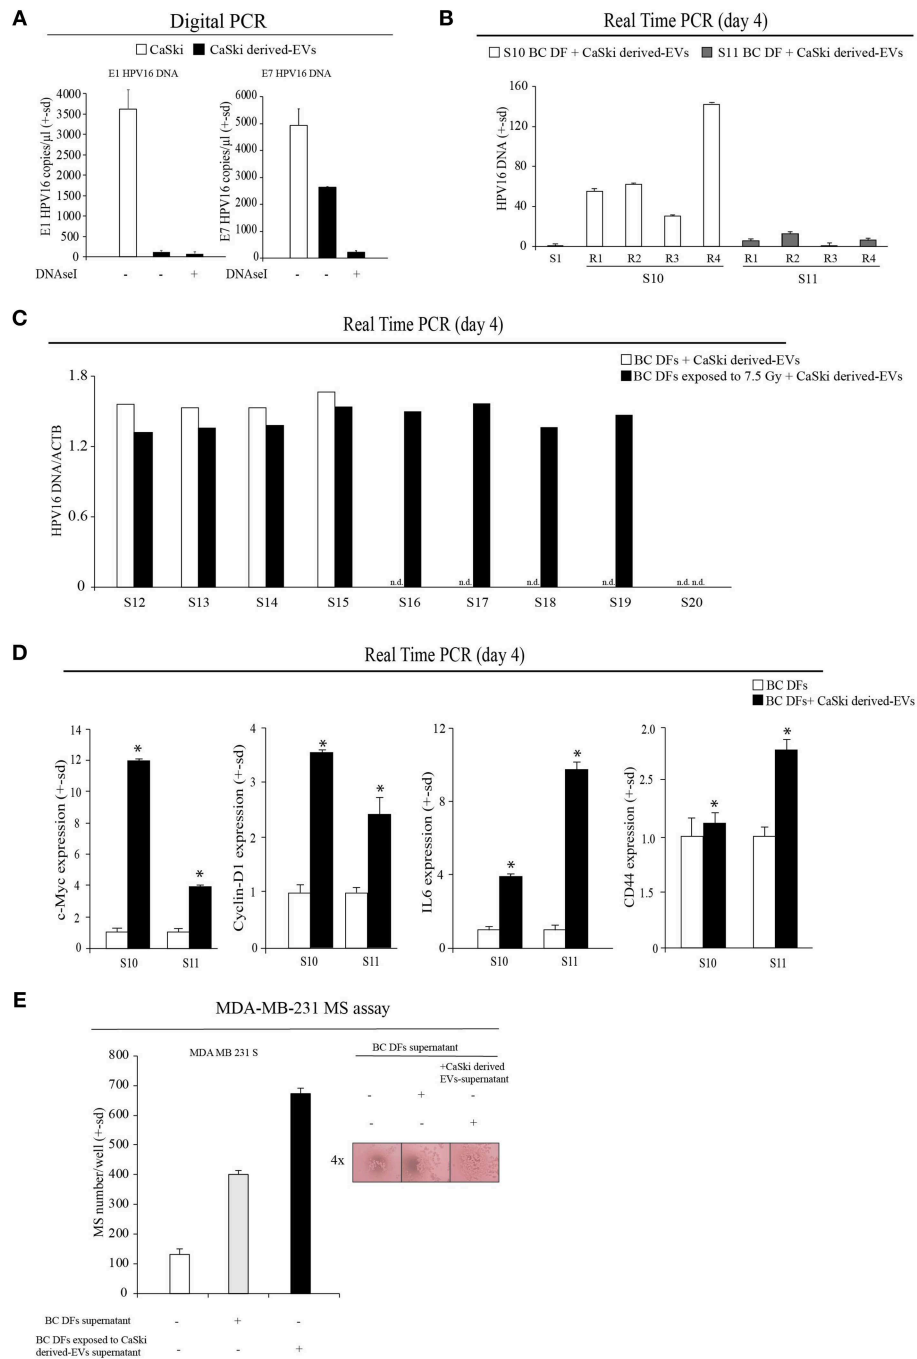 A
Digital PCR
CaSki CaSki derived-EVs
E1 HPV16 DNA
E1 HPV16 copies/µl (+-sd)
4000
3500
3000
2500
2000
1500
1000
500
0
DNAseI - - +
E7 HPV16 DNA
E7 HPV16 copies/µl (+-sd)
6000
5000
4000
3000
2000
1000
0
DNAseI - - +
B
Real Time PCR (day 4)
S10 BC DF + CaSki derived-EVs S11 BC DF + CaSki derived-EVs
HPV16 DNA (+-sd)
160
120
80
40
0
S1 R1 R2 R3 R4 R1 R2 R3 R4
S10 S11
C
Real Time PCR (day 4)
BC DFs + CaSki derived-EVs
BC DFs exposed to 7.5 Gy + CaSki derived-EVs
HPV16 DNA/ACTB
1.8
1.2
0.6
0
n.d. n.d. n.d. n.d. n.d. n.d.
S12 S13 S14 S15 S16 S17 S18 S19 S20
D
Real Time PCR (day 4)
BC DFs
BC DFs+ CaSki derived-EVs
c-Myc expression (+-sd)
14
12
10
8
6
4
2
0
* *
S10 S11
Cyclin-D1 expression (+-sd)
4
3
2
1
0
* *
S10 S11
IL6 expression (+-sd)
12
8
4
0
* *
S10 S11
CD44 expression (+-sd)
2.0
2.5
1.0
1.5
0
* *
S10 S11
E
MDA-MB-231 MS assay
MDA MB 231 S
MS number/well (+-sd)
800
700
600
500
400
300
200
100
0
BC DFs supernatant - + -
BC DFs exposed to CaSki
derived-EVs supernatant - - +
BC DFs supernatant
+CaSki derived
EVs-supernatant
- + -
- - +
4x